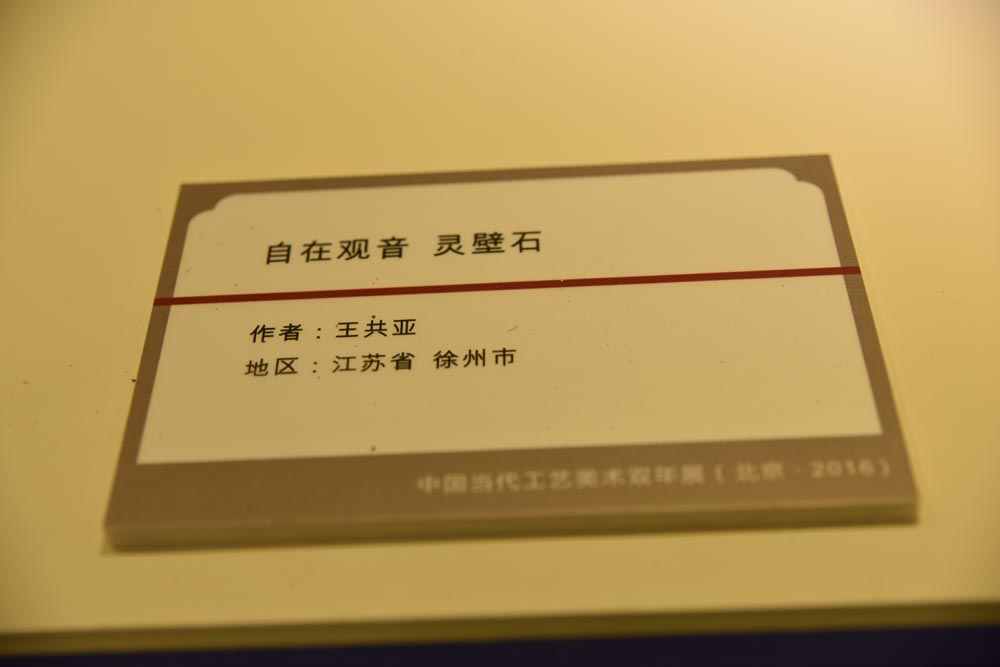 自在观音 灵壁石
作者：王共亚
地区：江苏省 徐州市
中国当代工艺美术双年展（北京·2016）